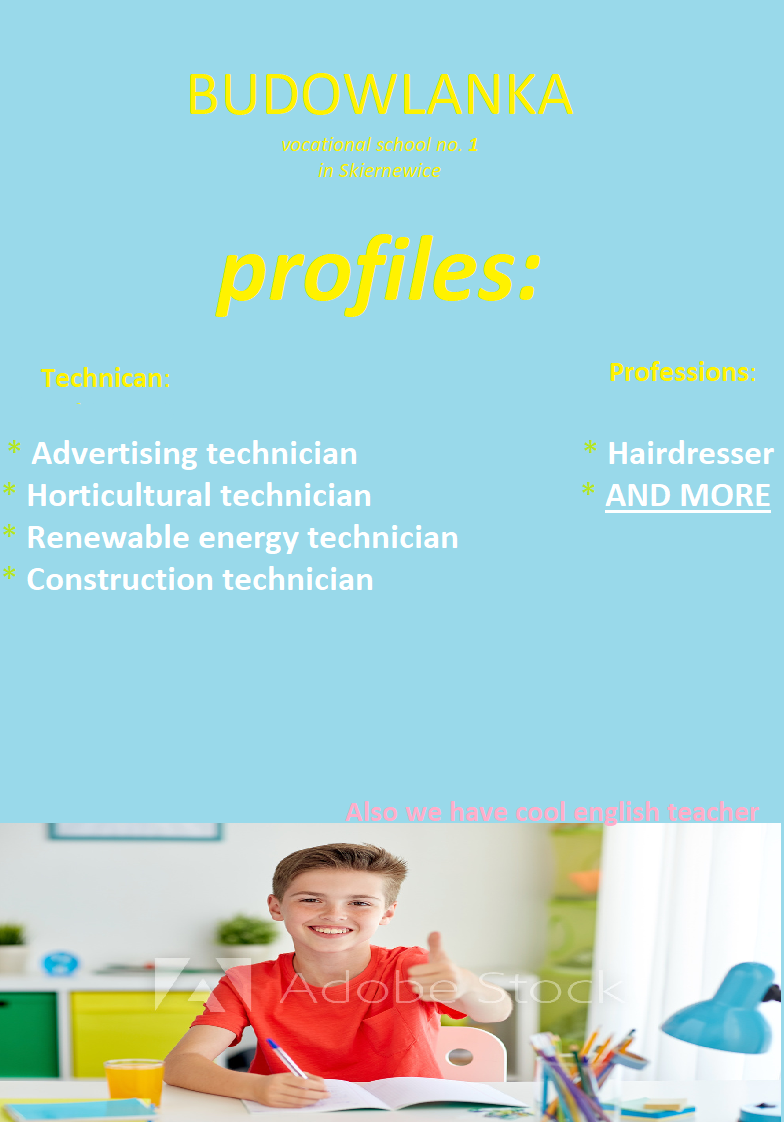 BUDOWLANKA
vocational school no. 1
in Skiernewice
profiles:
Technican:
* Advertising technician
* Horticultural technician
* Renewable energy technician
* Construction technician
Professions:
* Hairdresser
* AND MORE
Also we have cool english teacher
Adobe Stock